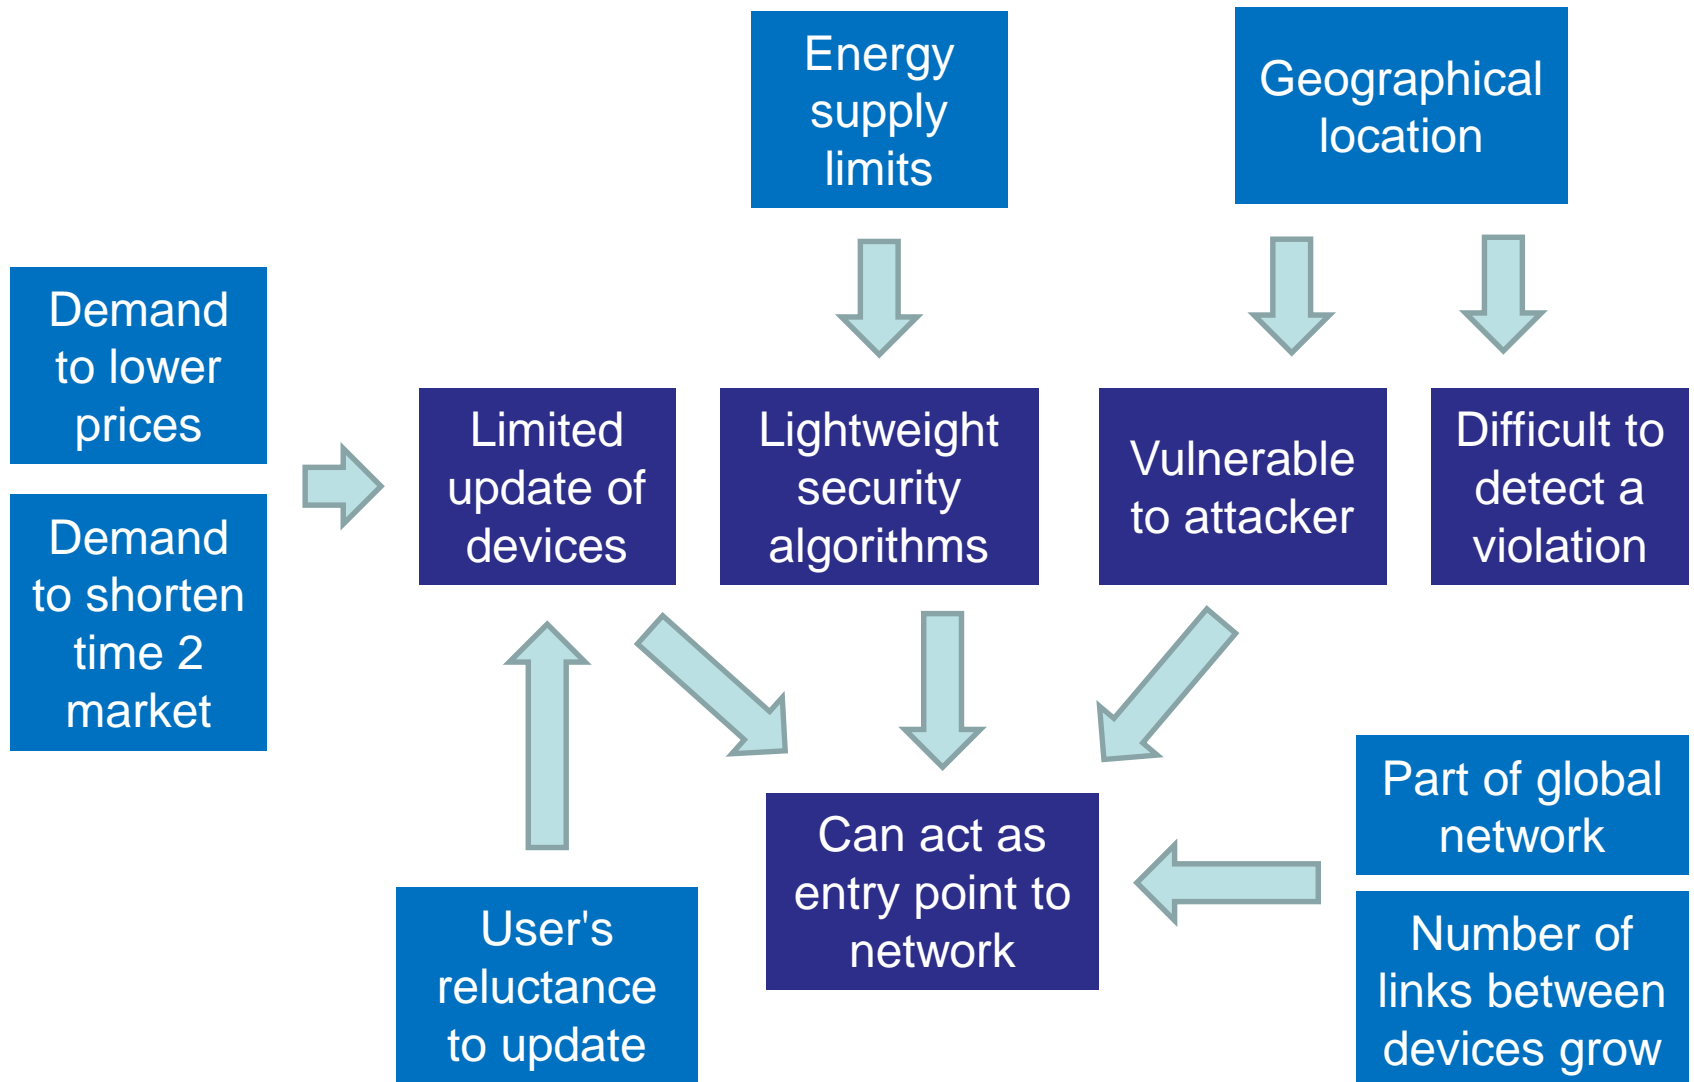 Energy
supply
limits
Geographical
location
Demand
to lower
prices
Demand
to shorten
time 2
market
Limited
update of
devices
Lightweight
security
algorithms
Vulnerable
to attacker
Difficult to
detect a
violation
User's
reluctance
to update
Can act as
entry point to
network
Part of global
network
Number of
links between
devices grow